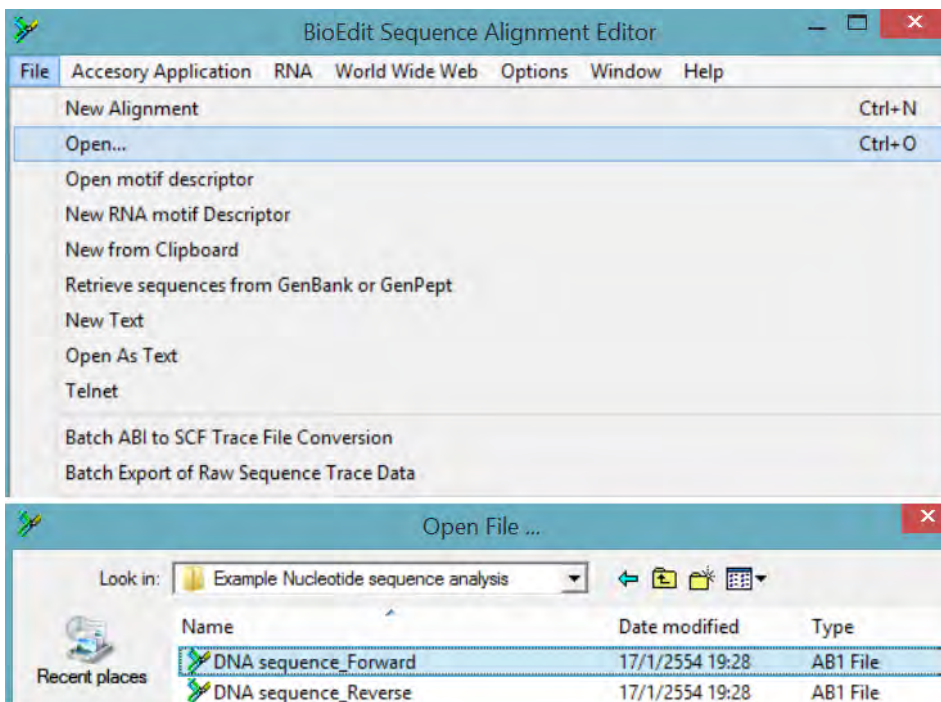 BioEdit Sequence Alignment Editor
File Accesory Application RNA World Wide Web Options Window Help
New Alignment Ctrl+N
Open... Ctrl+O
Open motif descriptor
New RNA motif Descriptor
New from Clipboard
Retrieve sequences from GenBank or GenPept
New Text
Open As Text
Telnet
Batch ABI to SCF Trace File Conversion
Batch Export of Raw Sequence Trace Data
Open File ...
Look in: Example Nucleotide sequence analysis
Name Date modified Type
Recent places
DNA sequence_Forward 17/1/2554 19:28 AB1 File
DNA sequence_Reverse 17/1/2554 19:28 AB1 File